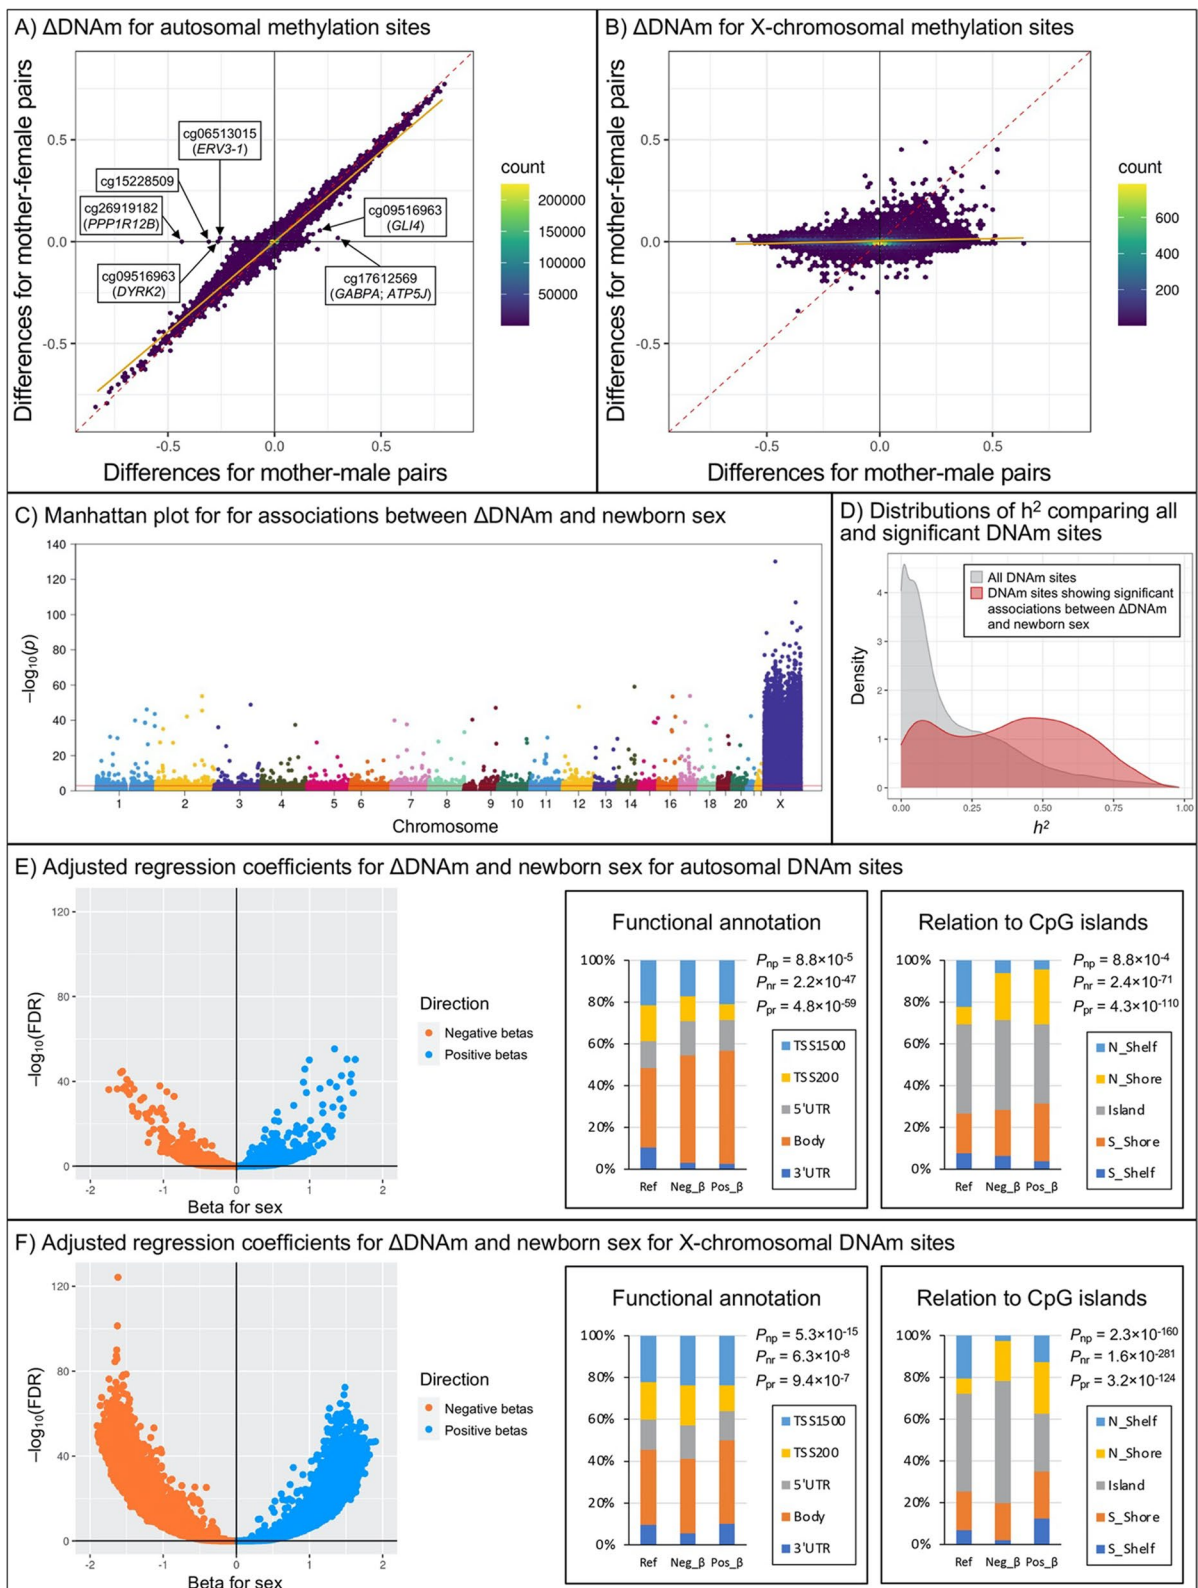 A) ΔDNAm for autosomal methylation sites
Differences for mother-female pairs
0.5
0.0
-0.5
cg06513015
(ERV3-1)
cg15228509
cg26919182
(PPP1R12B)
cg09516963
(DYRK2)
cg09516963
(GLI4)
cg17612569
(GABPA; ATP5J)
-0.5
0.0
0.5
Differences for mother-male pairs
count
200000
150000
100000
50000
B) ΔDNAm for X-chromosomal methylation sites
Differences for mother-female pairs
0.5
0.0
-0.5
-0.5
0.0
0.5
Differences for mother-male pairs
count
600
400
200
C) Manhattan plot for for associations between ΔDNAm and newborn sex
−log10(p)
140
120
100
80
60
40
20
0
1 2 3 4 5 6 7 8 9 10 11 12 13 14 16 18 20 X
Chromosome
D) Distributions of h² comparing all
and significant DNAm sites
All DNAm sites
DNAm sites showing significant
associations between ΔDNAm
and newborn sex
Density
4
3
2
1
0
0.00 0.25 0.50 0.75 1.00
h²
E) Adjusted regression coefficients for ΔDNAm and newborn sex for autosomal DNAm sites
−log10(FDR)
120
80
40
0
-2 -1 0 1 2
Beta for sex
Direction
Negative betas
Positive betas
Functional annotation
100%
80%
60%
40%
20%
0%
Ref Neg_β Pos_β
Pnp = 8.8×10-5
Pnr = 2.2×10-47
Ppr = 4.8×10-59
TSS1500
TSS200
5'UTR
Body
3'UTR
Relation to CpG islands
100%
80%
60%
40%
20%
0%
Ref Neg_β Pos_β
Pnp = 8.8×10-4
Pnr = 2.4×10-71
Ppr = 4.3×10-110
N_Shelf
N_Shore
Island
S_Shore
S_Shelf
F) Adjusted regression coefficients for ΔDNAm and newborn sex for X-chromosomal DNAm sites
−log10(FDR)
120
80
40
0
-2 -1 0 1 2
Beta for sex
Direction
Negative betas
Positive betas
Functional annotation
100%
80%
60%
40%
20%
0%
Ref Neg_β Pos_β
Pnp = 5.3×10-15
Pnr = 6.3×10-8
Ppr = 9.4×10-7
TSS1500
TSS200
5'UTR
Body
3'UTR
Relation to CpG islands
100%
80%
60%
40%
20%
0%
Ref Neg_β Pos_β
Pnp = 2.3×10-160
Pnr = 1.6×10-281
Ppr = 3.2×10-124
N_Shelf
N_Shore
Island
S_Shore
S_Shelf